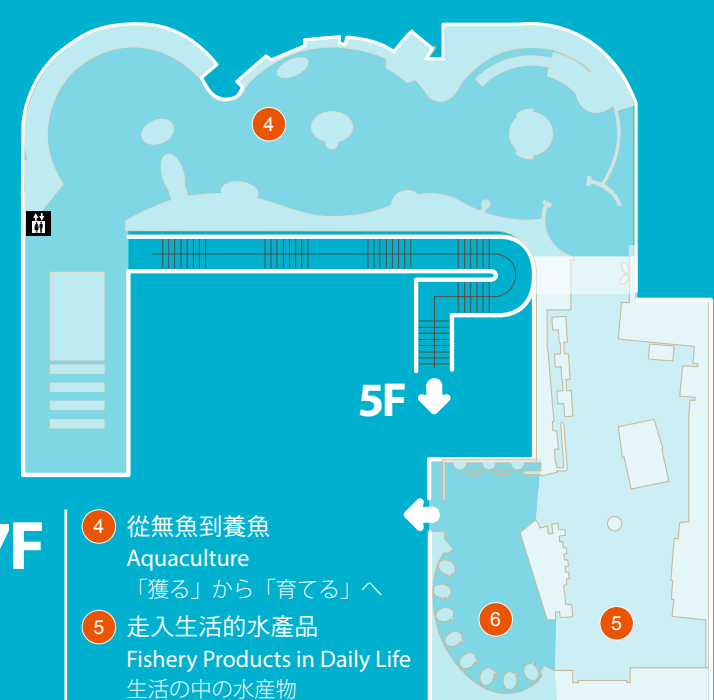 4
5F
7F
4 從無魚到養魚
Aquaculture
「獲る」から「育てる」へ
5 走入生活的水產品
Fishery Products in Daily Life
生活の中の水産物
6
5